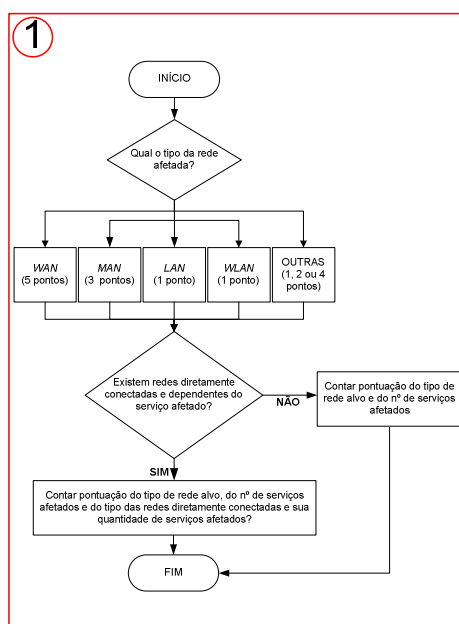 1
INÍCIO
Qual o tipo da rede
afetada?
WAN
(5 pontos)
MAN
(3 pontos)
LAN
(1 ponto)
WLAN
(1 ponto)
OUTRAS
(1, 2 ou 4
pontos)
Existem redes diretamente
conectadas e dependentes do
serviço afetado?
NÃO
Contar pontuação do tipo de
rede alvo e do nº de serviços
afetados
SIM
Contar pontuação do tipo de rede alvo, do nº de serviços
afetados e do tipo das redes diretamente conectadas e sua
quantidade de serviços afetados?
FIM